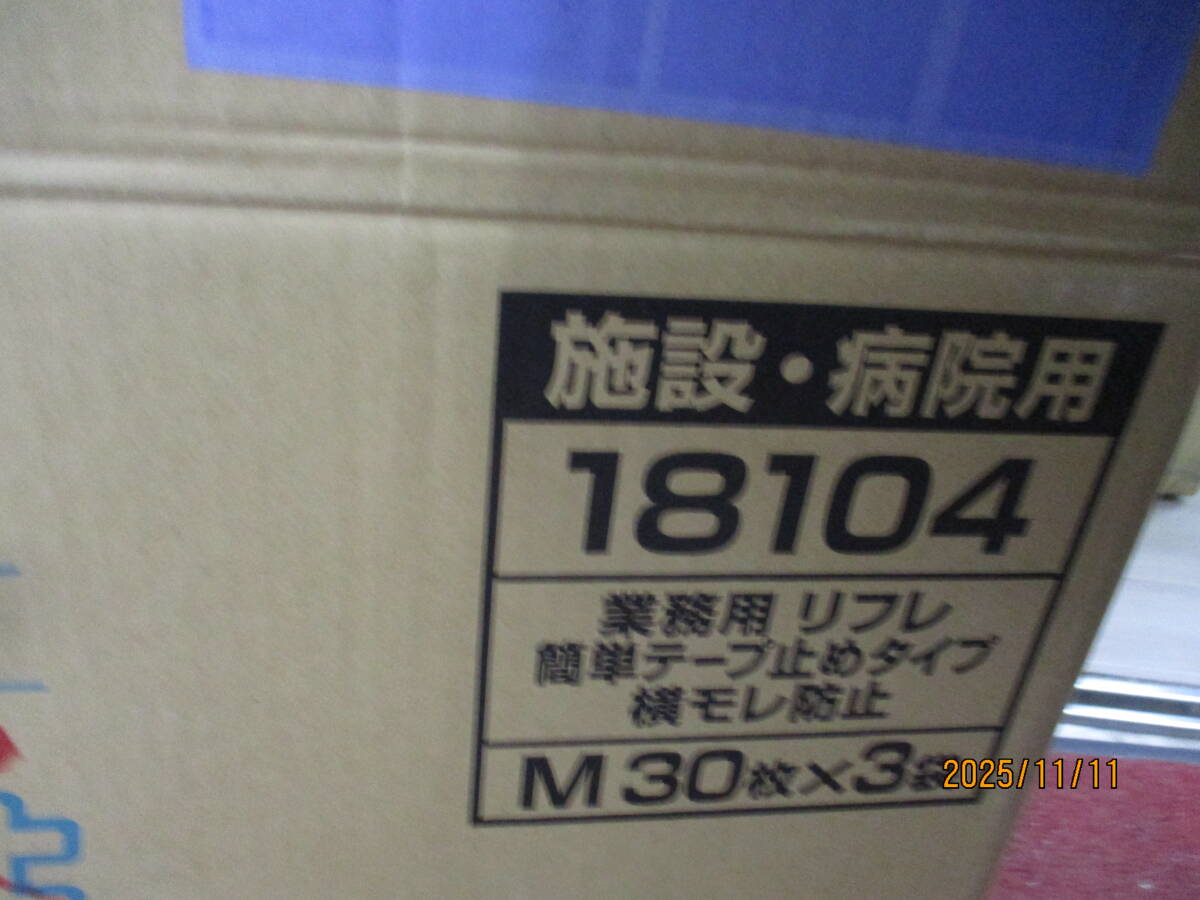 施設・病院用
18104
業務用 リフレ
簡単テープ止めタイプ
横モレ防止
M 30枚×3袋
2025/11/11